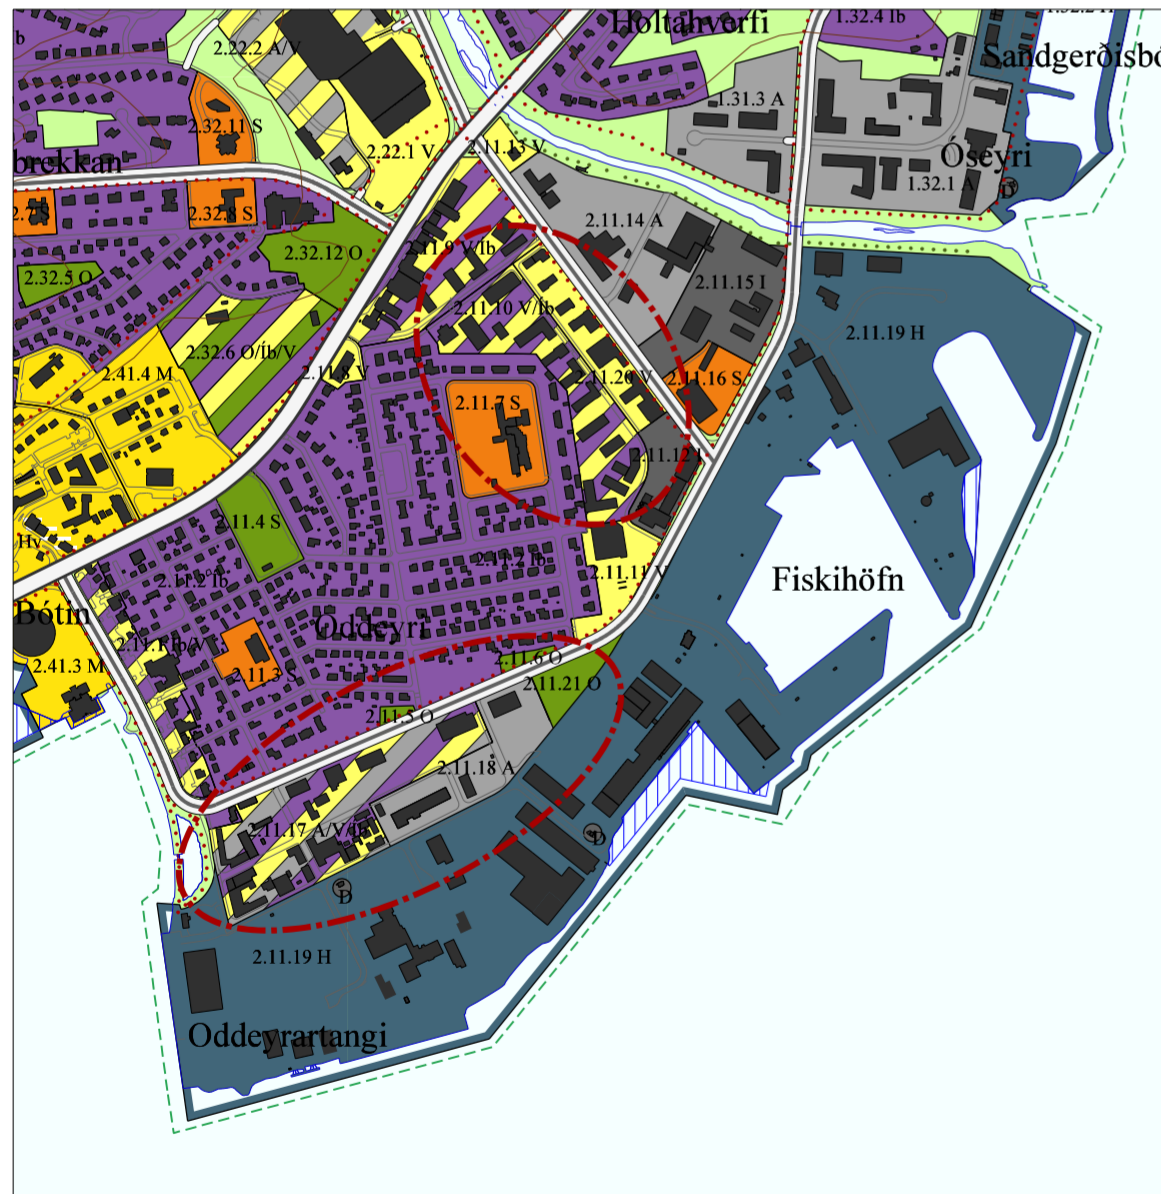 Holtahverfi
1.32.4 Íb
b
2.22.2 A/V
Sandgerðisbó
1.31.3 A
2.32.11 S
2.22.1 V
2.11.13 V
brekkan
Óseyri
1.32.1 A
D
2.32.8 S
2.11.14 A
2.32.12 O
2.11.9 V/Íb
2.32.5 O
2.11.15 I
2.11.10 V/Íb
2.11.19 H
2.32.6 O/Íb/V
2.41.4 M
2.11.8 V
2.11.20 V
2.11.16 S
2.11.7 S
2.11.12 I
2.11.4 S
Hv
2.11.2 Íb
2.11.2 Íb
2.11.11 V
Fiskihöfn
Bótin
Oddeyri
2.11.1 Íb/V
2.41.3 M
2.11.3 S
2.11.6 O
2.11.21 O
2.11.5 O
2.11.18 A
2.11.17 A/V/Íb
D
D
2.11.19 H
Oddeyrartangi